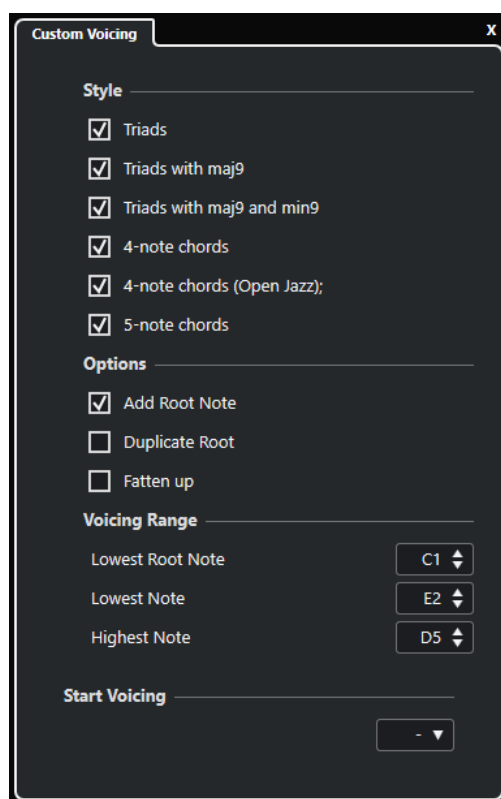 Custom Voicing X
Style
Triads
Triads with maj9
Triads with maj9 and min9
4-note chords
4-note chords (Open Jazz);
5-note chords
Options
Add Root Note
Duplicate Root
Fatten up
Voicing Range
Lowest Root Note C1
Lowest Note E2
Highest Note D5
Start Voicing
-